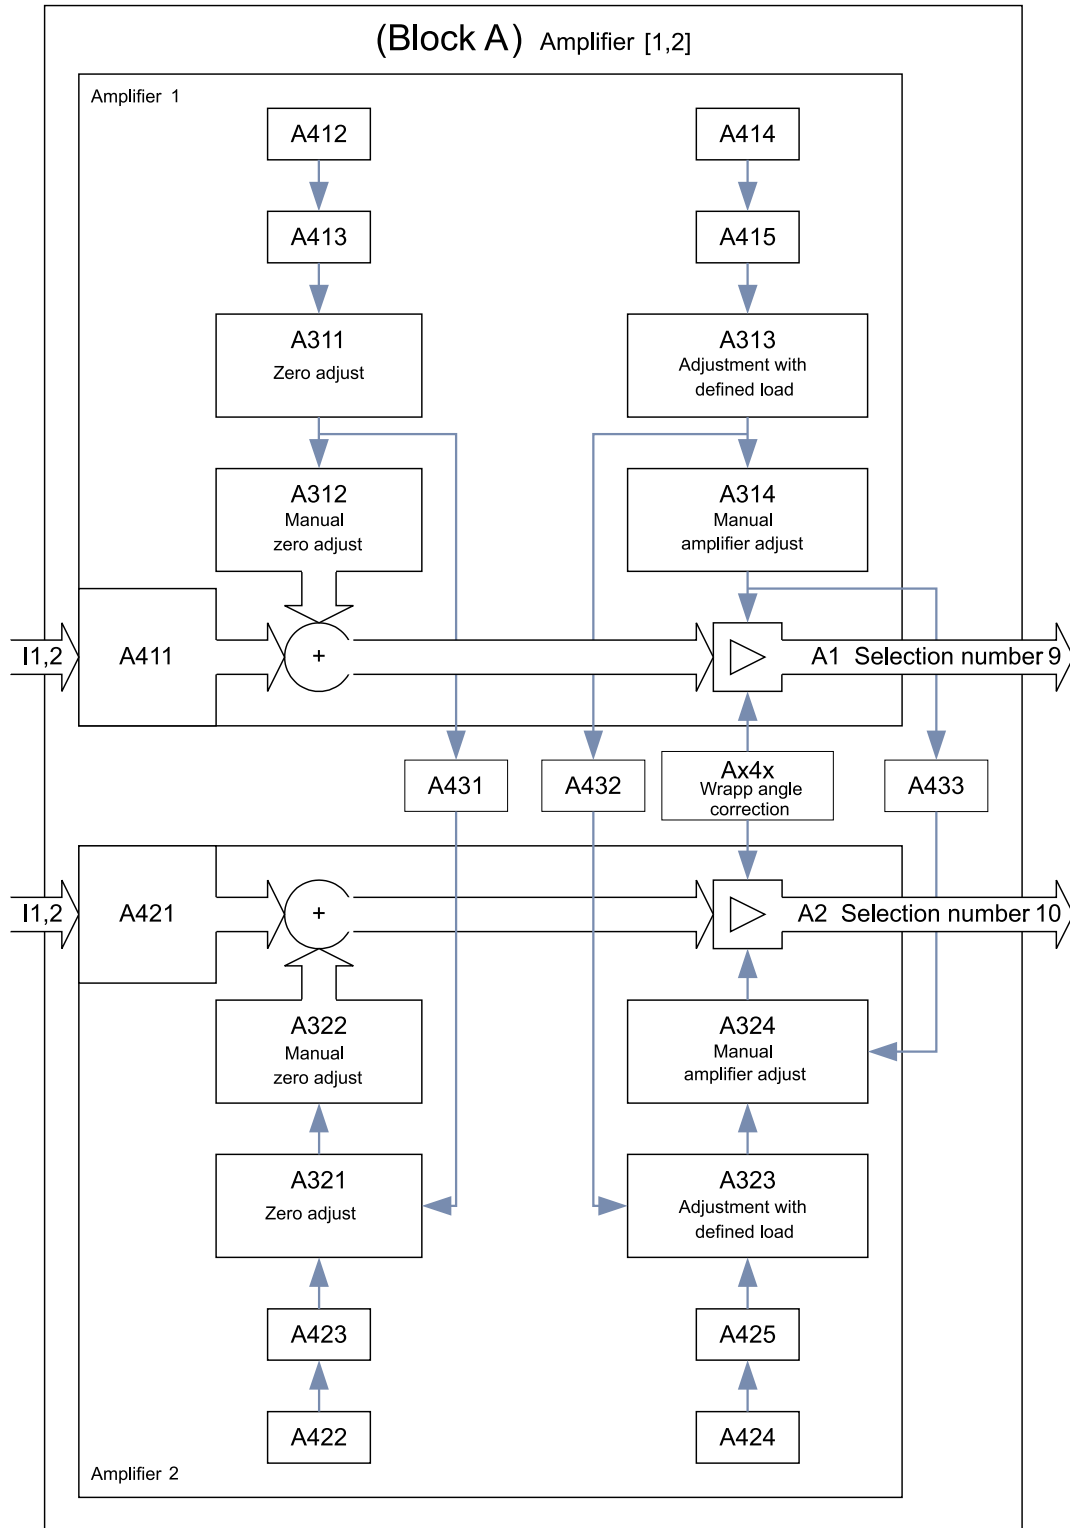 (Block A) Amplifier [1,2]
Amplifier 1
A412
A414
A413
A415
A311
Zero adjust
A313
Adjustment with
defined load
A312
Manual
zero adjust
A314
Manual
amplifier adjust
I1,2
A411
+
A1 Selection number 9
A431
A432
Ax4x
Wrapp angle
correction
A433
I1,2
A421
+
A2 Selection number 10
A322
Manual
zero adjust
A324
Manual
amplifier adjust
A321
Zero adjust
A323
Adjustment with
defined load
A423
A425
A422
A424
Amplifier 2